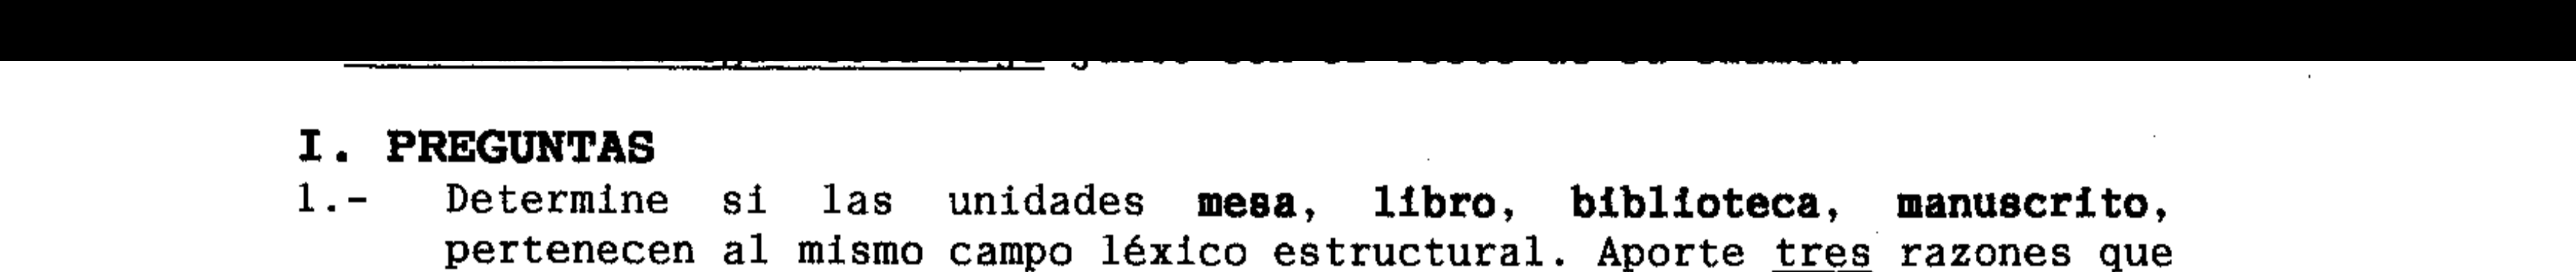 I. PREGUNTAS
1.- Determine si las unidades mesa, libro, biblioteca, manuscrito,
pertenecen al mismo campo léxico estructural. Aporte tres razones que